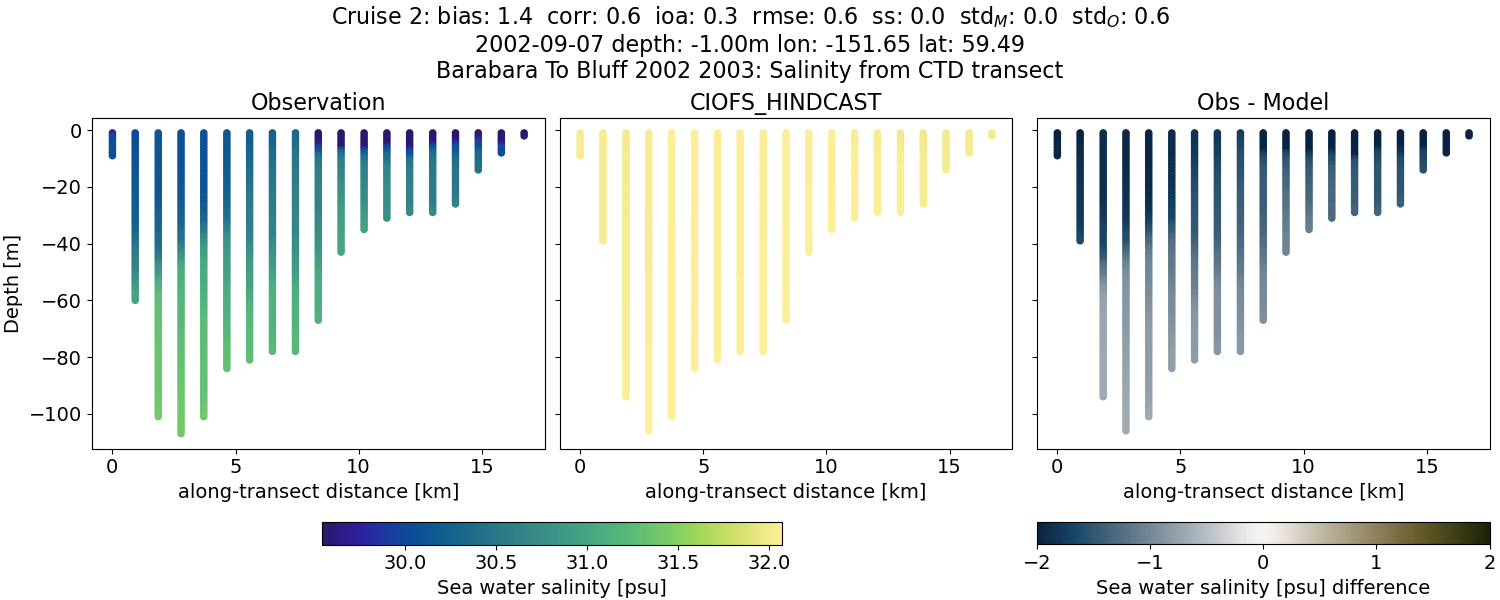 Cruise 2: bias: 1.4  corr: 0.6  ioa: 0.3  rmse: 0.6  ss: 0.0  std_M: 0.0  std_O: 0.6
2002-09-07 depth: -1.00m lon: -151.65 lat: 59.49
Barabara To Bluff 2002 2003: Salinity from CTD transect
Observation
CIOFS_HINDCAST
Obs - Model
0
−20
−40
−60
−80
−100
Depth [m]
0 5 10 15
0 5 10 15
0 5 10 15
along-transect distance [km]
along-transect distance [km]
along-transect distance [km]
30.0 30.5 31.0 31.5 32.0
Sea water salinity [psu]
−2 −1 0 1 2
Sea water salinity [psu] difference